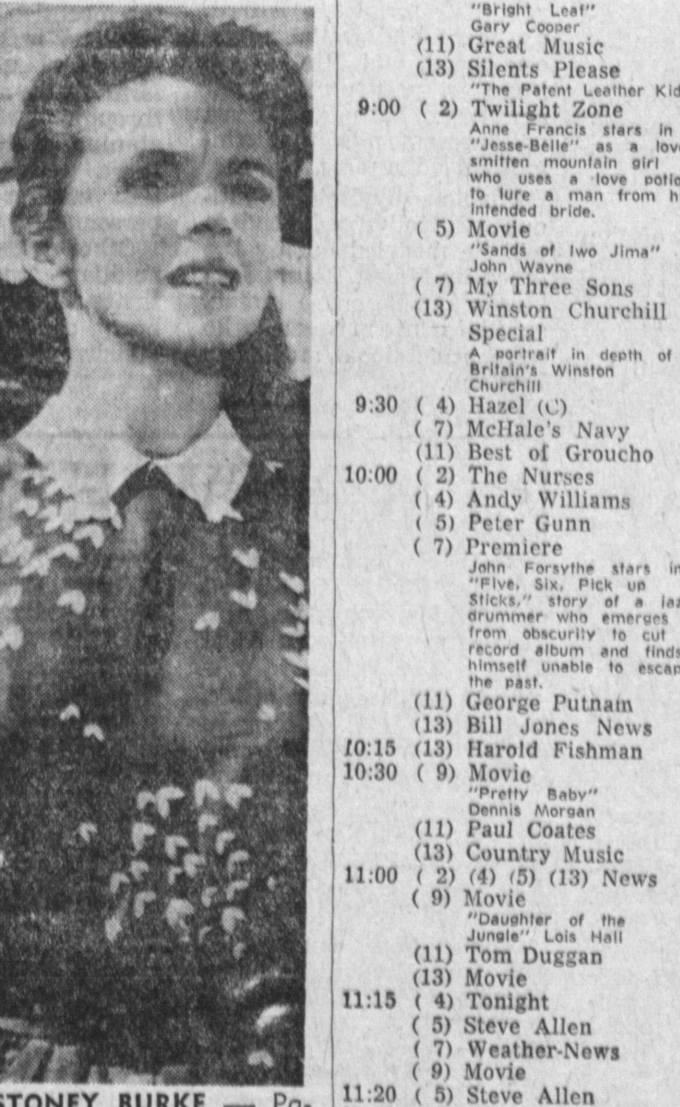 "Bright Leaf"
Gary Cooper
(11) Great Music
(13) Silents Please
"The Patent Leather Kid
9:00 ( 2) Twilight Zone
Anne Francis stars in
"Jesse-Belle" as a love
smitten mountain girl
who uses a love potio
to lure a man from h
intended bride.
( 5) Movie
"Sands of Iwo Jima"
John Wayne
( 7) My Three Sons
(13) Winston Churchill
Special
A portrait in depth of
Britain's Winston
Churchill
9:30 ( 4) Hazel (C)
( 7) McHale's Navy
(11) Best of Groucho
10:00 ( 2) The Nurses
( 4) Andy Williams
( 5) Peter Gunn
( 7) Premiere
John Forsythe stars in
"Five, Six, Pick up
Sticks," story of a jaz
drummer who emerges
from obscurity to cut
record album and finds
himself unable to escap
the past.
(11) George Putnam
(13) Bill Jones News
10:15 (13) Harold Fishman
10:30 ( 9) Movie
"Pretty Baby"
Dennis Morgan
(11) Paul Coates
(13) Country Music
11:00 ( 2) (4) (5) (13) News
( 9) Movie
"Daughter of the
Jungle" Lois Hall
(11) Tom Duggan
(13) Movie
11:15 ( 4) Tonight
( 5) Steve Allen
( 7) Weather-News
( 9) Movie
11:20 ( 5) Steve Allen
STONEY BURKE — Pa-